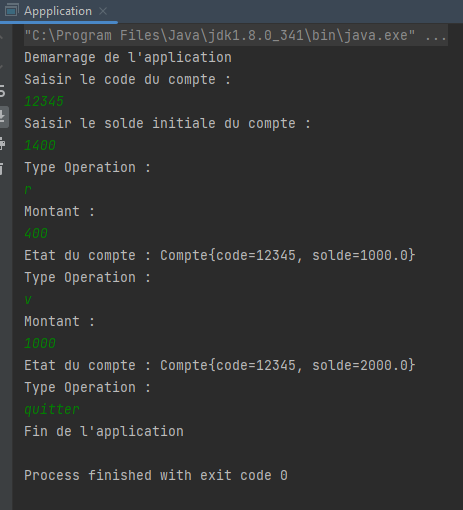 Appplication
"C:\Program Files\Java\jdk1.8.0_341\bin\java.exe" ...
Demarrage de l'application
Saisir le code du compte :
12345
Saisir le solde initiale du compte :
1400
Type Operation :
r
Montant :
400
Etat du compte : Compte{code=12345, solde=1000.0}
Type Operation :
v
Montant :
1000
Etat du compte : Compte{code=12345, solde=2000.0}
Type Operation :
quitter
Fin de l'application
Process finished with exit code 0